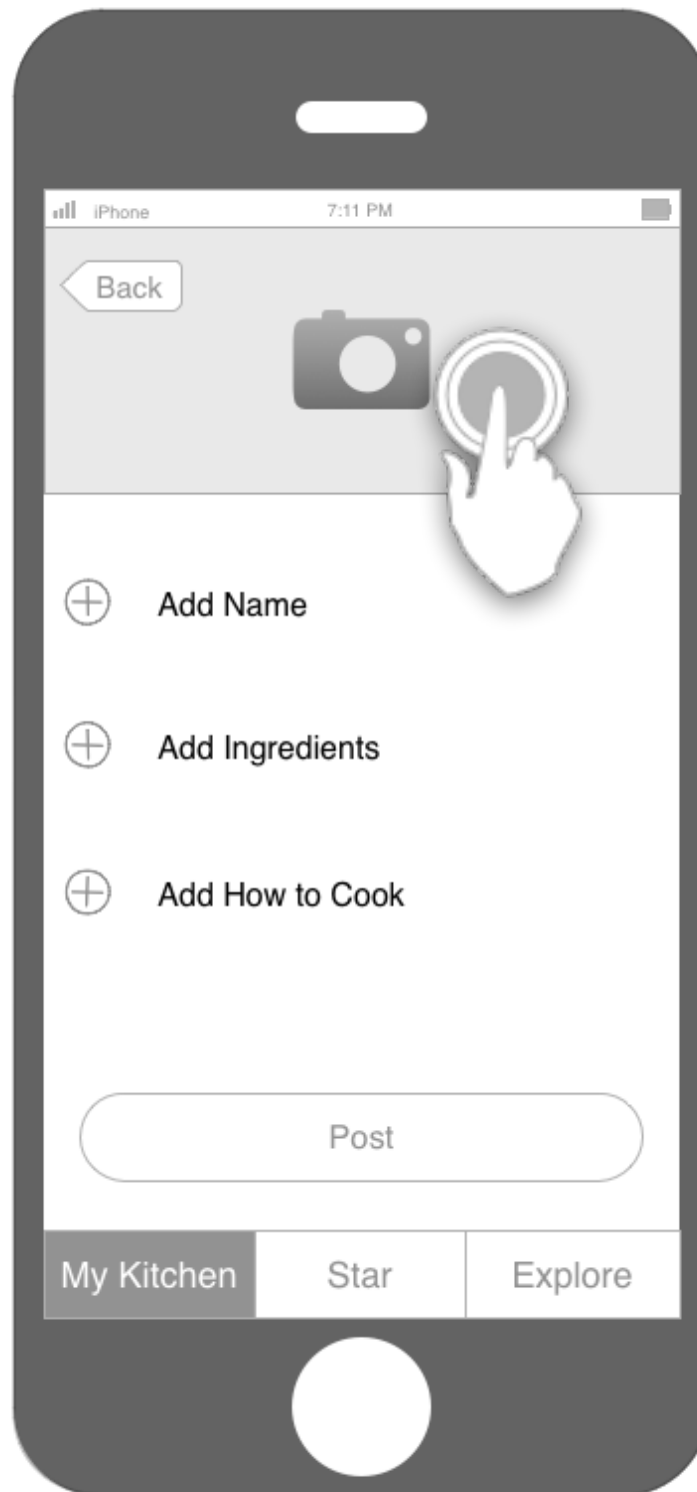 iPhone
7:11 PM
Back
Add Name
Add Ingredients
Add How to Cook
Post
My Kitchen
Star
Explore